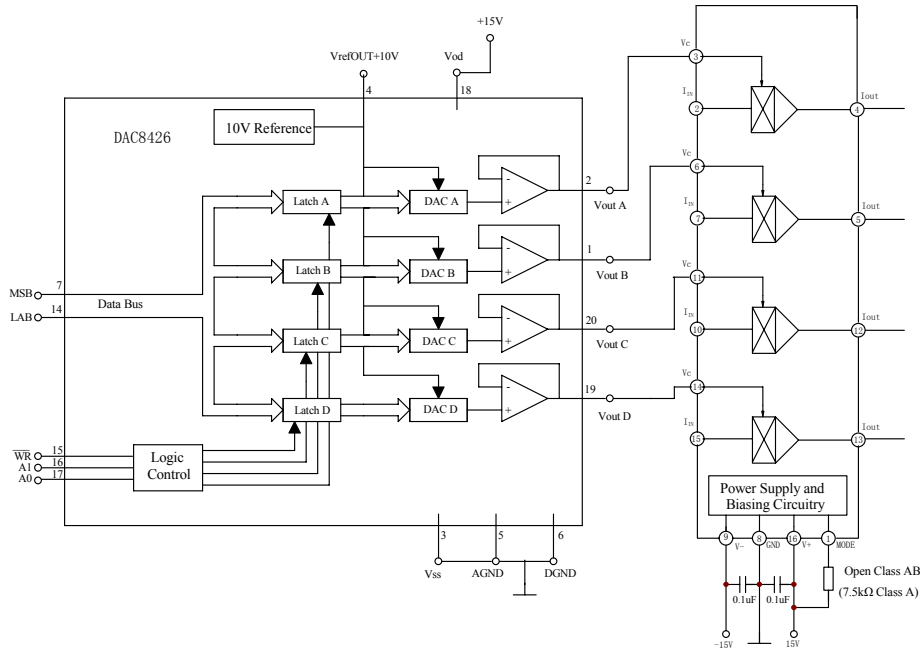 +15V
VrefOUT+10V
Vod
4
18
DAC8426
10V Reference
Latch A
DAC A
-
+
2
Vout A
Latch B
DAC B
-
+
1
Vout B
MSB
7
LAB
14
Data Bus
Latch C
DAC C
-
+
20
Vout C
Latch D
DAC D
-
+
19
Vout D
WR
15
A1
16
A0
17
Logic
Control
3
5
6
Vss
AGND
DGND
Vc
3
IIN
2
4
Iout
Vc
6
IIN
7
5
Iout
Vc
11
IIN
10
12
Iout
Vc
14
IIN
15
13
Iout
Power Supply and
Biasing Circuitry
9
V-
8
GND
16
V+
1
MODE
0.1uF
0.1uF
Open Class AB
(7.5kΩ Class A)
-15V
15V